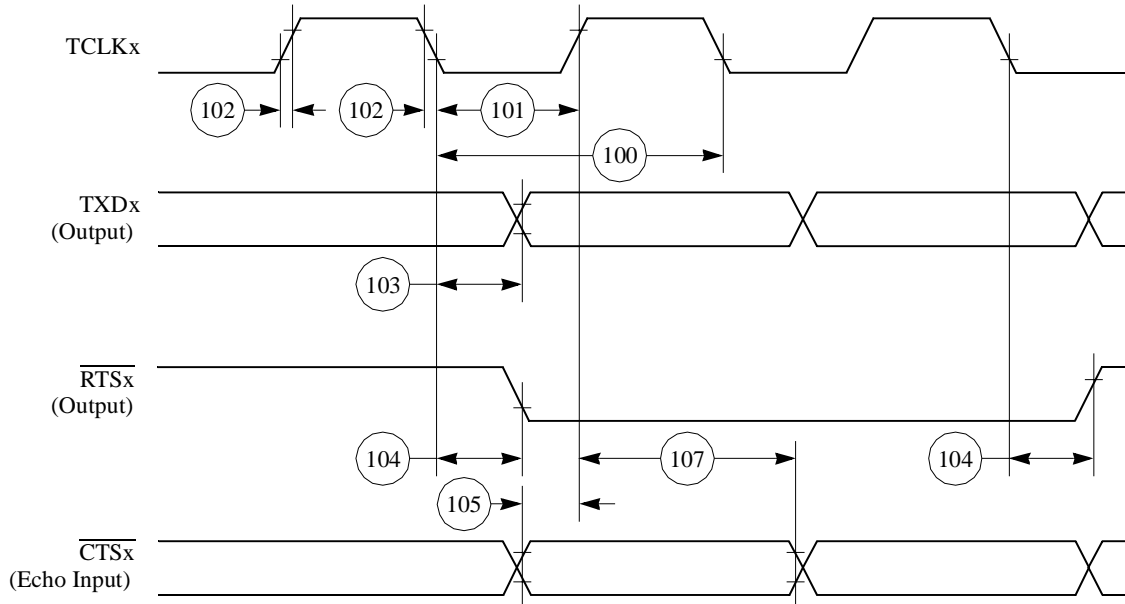 TCLKx
102
102
101
100
TXDx
(Output)
103
RTSx
(Output)
104
107
104
105
CTSx
(Echo Input)